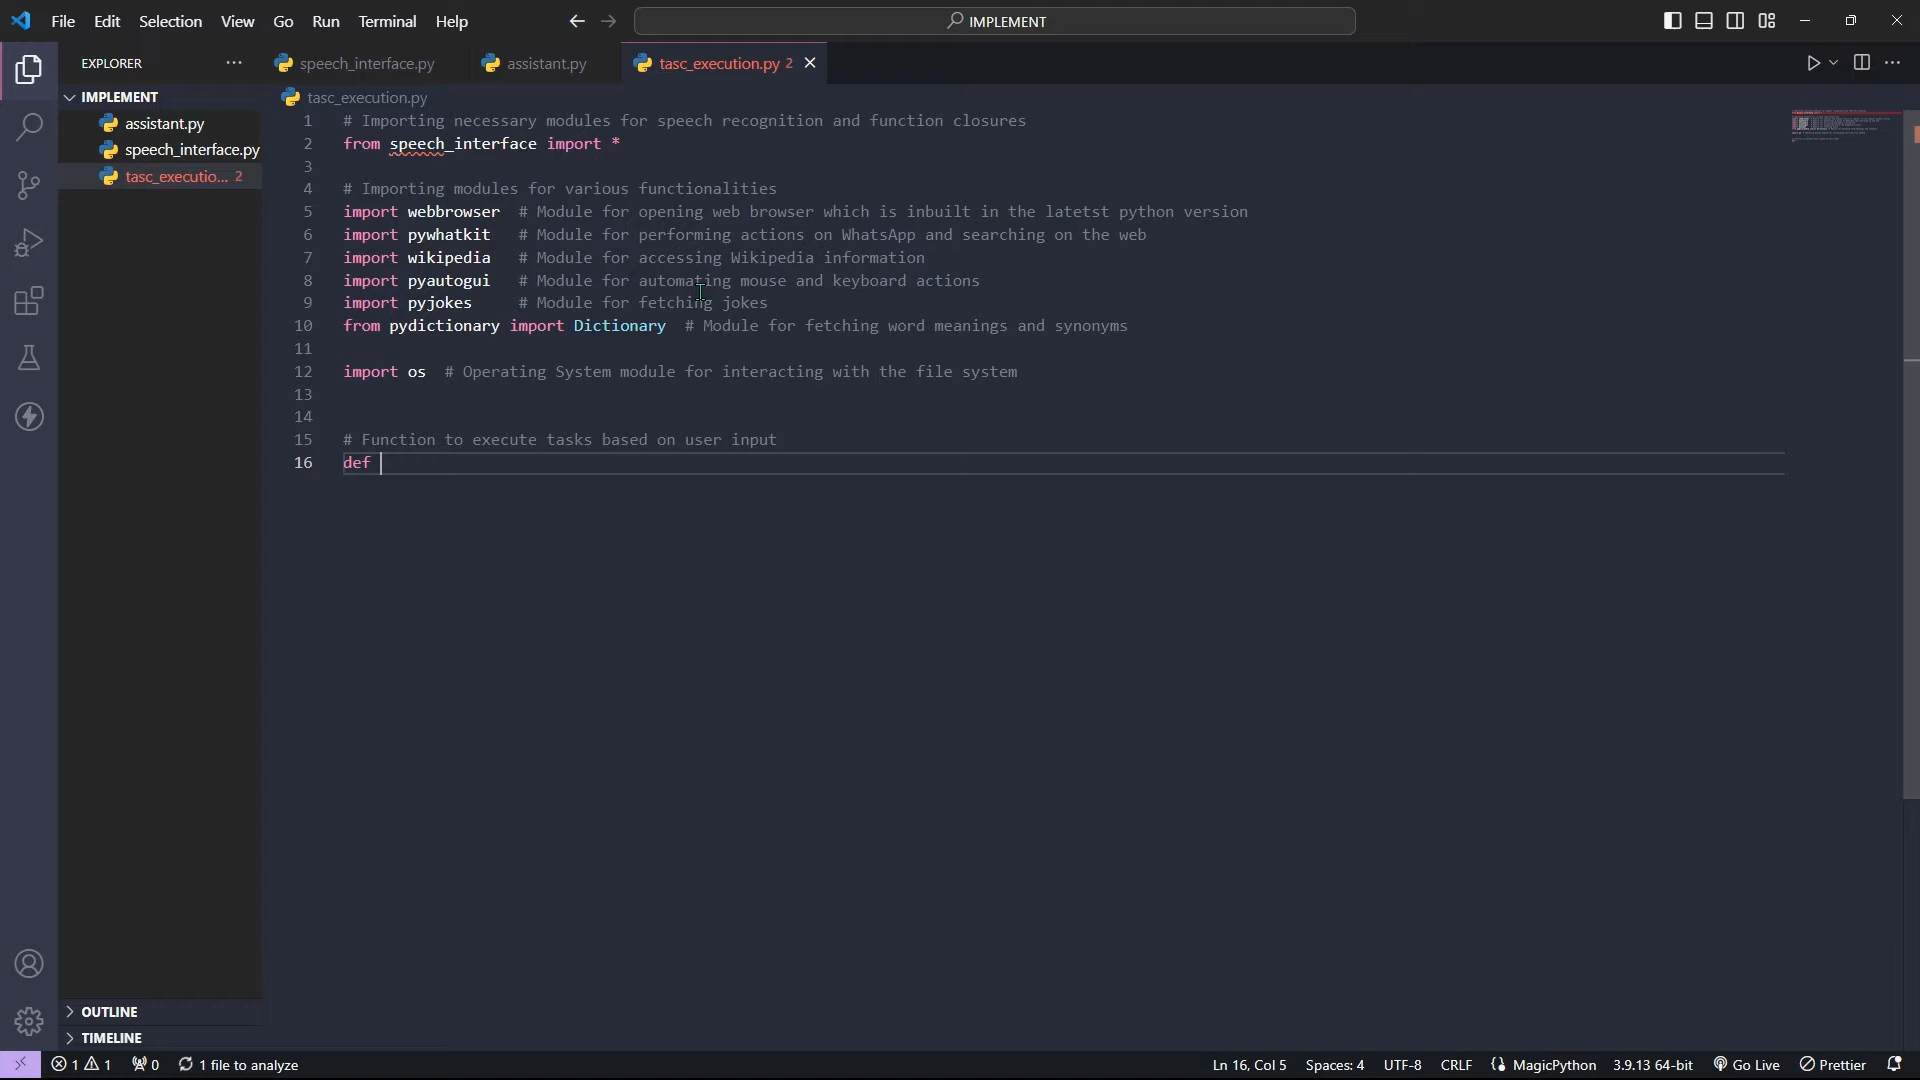 File Edit Selection View Go Run Terminal Help
IMPLEMENT
EXPLORER
speech_interface.py
assistant.py
tasc_execution.py 2
IMPLEMENT
assistant.py
speech_interface.py
tasc_executio... 2
tasc_execution.py
1 # Importing necessary modules for speech recognition and function closures
2 from speech_interface import *
3
4 # Importing modules for various functionalities
5 import webbrowser # Module for opening web browser which is inbuilt in the latetst python version
6 import pywhatkit # Module for performing actions on WhatsApp and searching on the web
7 import wikipedia # Module for accessing Wikipedia information
8 import pyautogui # Module for automating mouse and keyboard actions
9 import pyjokes # Module for fetching jokes
10 from pydictionary import Dictionary # Module for fetching word meanings and synonyms
11
12 import os # Operating System module for interacting with the file system
13
14
15 # Function to execute tasks based on user input
16 def
OUTLINE
TIMELINE
1 1 0 1 file to analyze
Ln 16, Col 5 Spaces: 4 UTF-8 CRLF MagicPython 3.9.13 64-bit Go Live Prettier